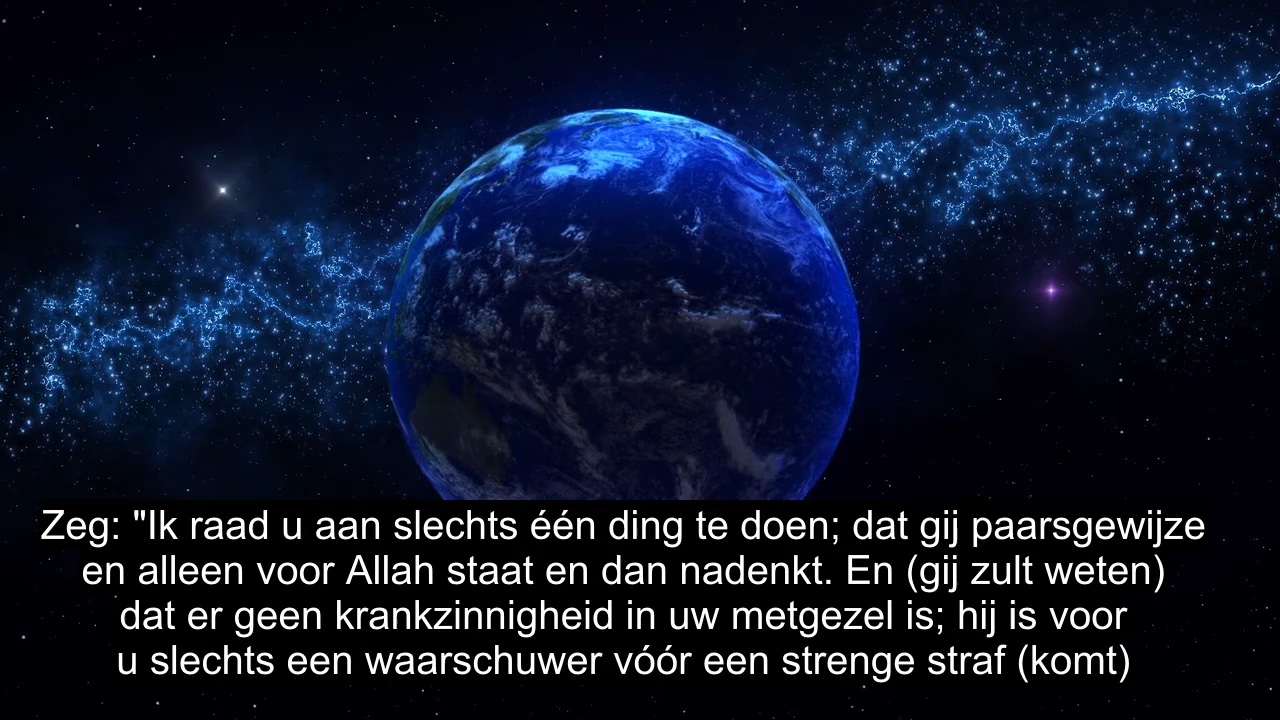 Zeg: "Ik raad u aan slechts één ding te doen; dat gij paarsgewijze
en alleen voor Allah staat en dan nadenkt. En (gij zult weten)
dat er geen krankzinnigheid in uw metgezel is; hij is voor
u slechts een waarschuwer vóór een strenge straf (komt)